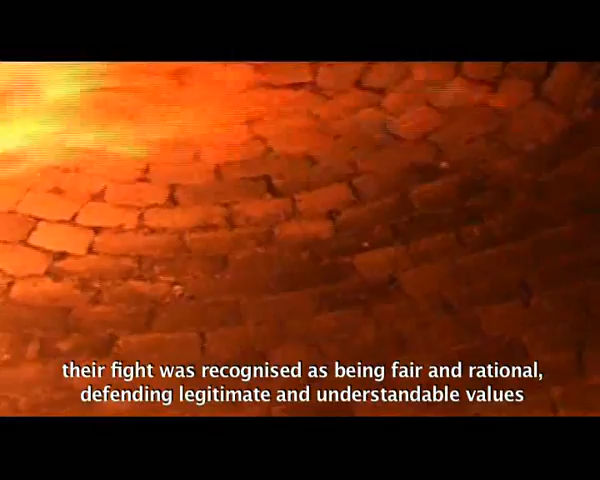 their fight was recognised as being fair and rational,
defending legitimate and understandable values